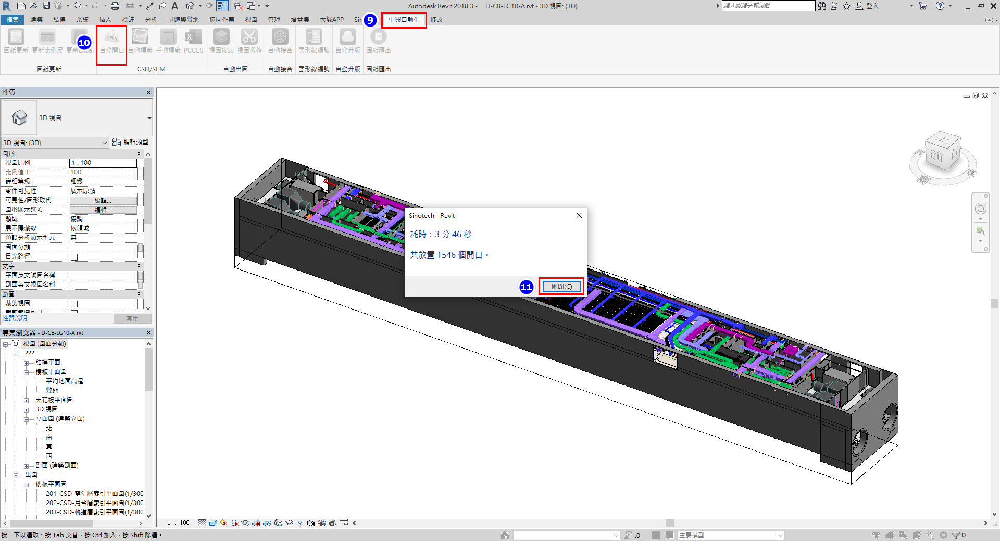 Autodesk Revit 2018.3 -    D-CB-LG10-A.rvt - 3D 視圖: {3D}
鍵入關鍵字或詞組
登入
檔案 建築 結構 系統 插入 標註 分析 量體與敷地 協同作業 視圖 管理 增益集 大塚APP Sin 9 中興自動化 修改
圖紙更新 更新比例尺 更新Excel 10 自動開口 自動標籤 手動標籤 PCCES 視圖複製 視圖搬移 自動接合 雲形線編號 自動升版 圖紙匯出
圖紙更新 CSD/SEM 自動出圖 自動接合 雲形線編號 自動升版 圖紙匯出
性質
3D 視圖
3D 視圖: {3D} 編輯類型
圖形
視圖比例 1 : 100
比例值 1: 100
詳細等級 細緻
零件可見性 展示原點
可見性/圖形取代 編輯...
圖形顯示選項 編輯...
領域 協調
展示隱藏線 依領域
預設分析顯示型式 無
圖面分類
日光路徑
文字
平面英文試圖名稱
剖面英文視圖名稱
範圍
裁剪視圖
裁剪範圍可見
性質說明 套用
專案瀏覽器 - D-CB-LG10-A.rvt
視圖 (圖面分類)
???
結構平面
樓板平面圖
平均地面高程
敷地
天花板平面圖
3D 視圖
立面圖 (建築立面)
北
南
東
西
剖面 (建築剖面)
出圖
樓板平面圖
201-CSD-穿堂層索引平面圖(1/300
202-CSD-月台層索引平面圖(1/300
203-CSD-軌道層索引平面圖(1/300
上
前
右
Sinotech - Revit
耗時：3 分 46 秒
共放置 1546 個開口。
11 關閉(C)
1 : 100
按一下以選取、按 Tab 交替、按 Ctrl 加入、按 Shift 除選。
:0
主要模型
:0